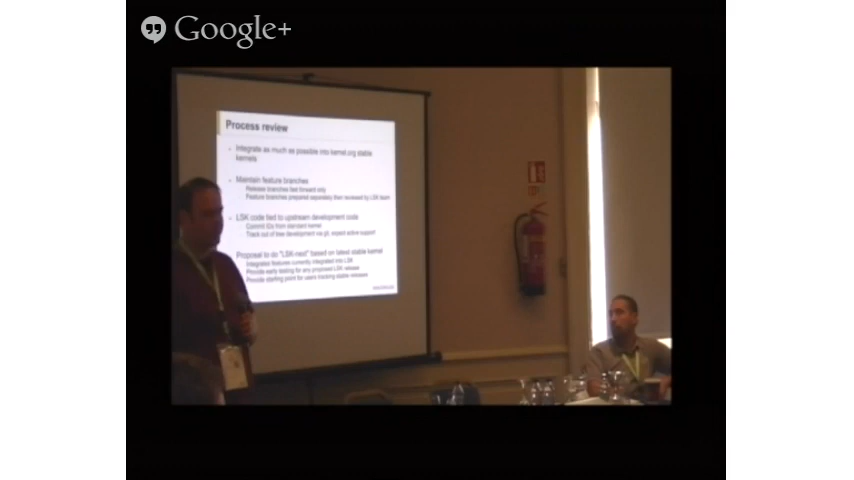 Google+
Process review
Integrate as much as possible into kernel.org stable
kernels
Maintain feature branches
Release branches fast forward only
Feature branches prepared separately then reviewed by LSK team
LSK code tied to upstream development code
Commit IDs from standard kernel
Track out of tree development via git, expect active support
Proposal to do "LSK-next" based on latest stable kernel
Integrated features currently integrated into LSK
Provide early testing for any proposed LSK release
Provide starting point for users tracking stable releases